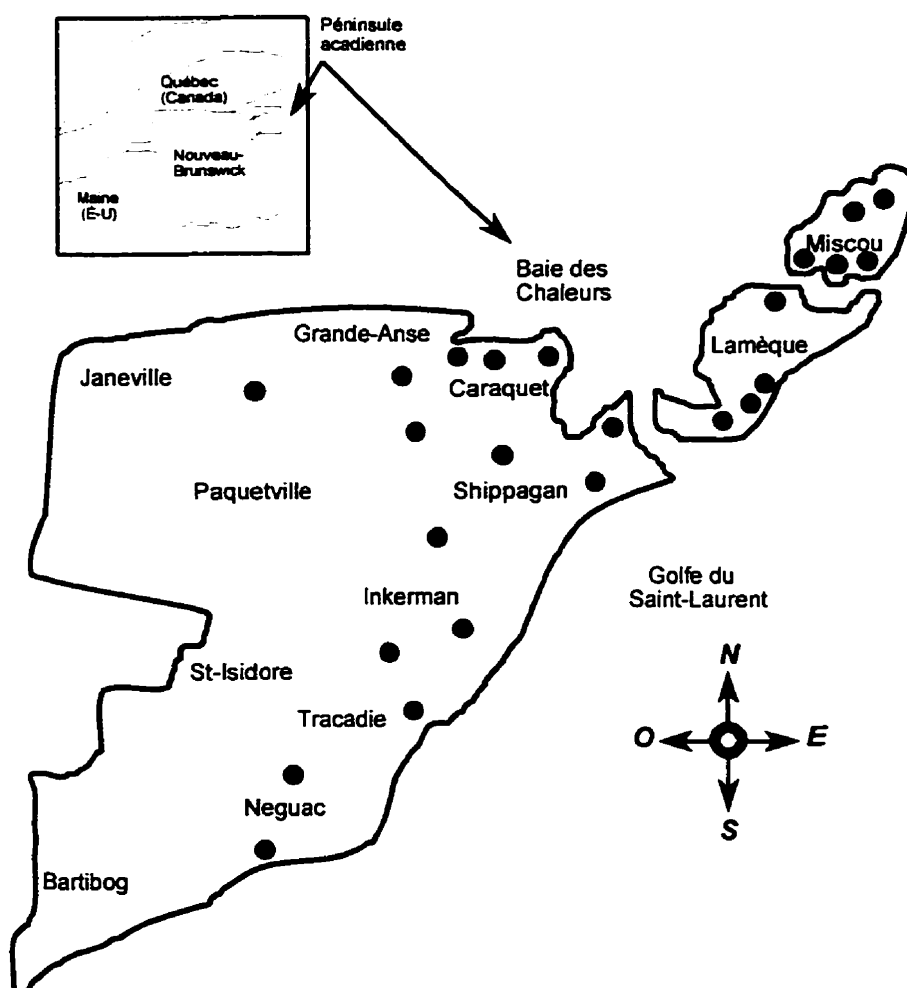 Péninsule
acadienne
Québec
(Canada)
Nouveau-
Brunswick
Maine
(É-U)
Baie des
Chaleurs
Miscou
Grande-Anse
Lamèque
Janeville
Caraquet
Paquetville
Shippagan
Golfe du
Saint-Laurent
Inkerman
St-Isidore
Tracadie
N
O
E
S
Neguac
Bartibog